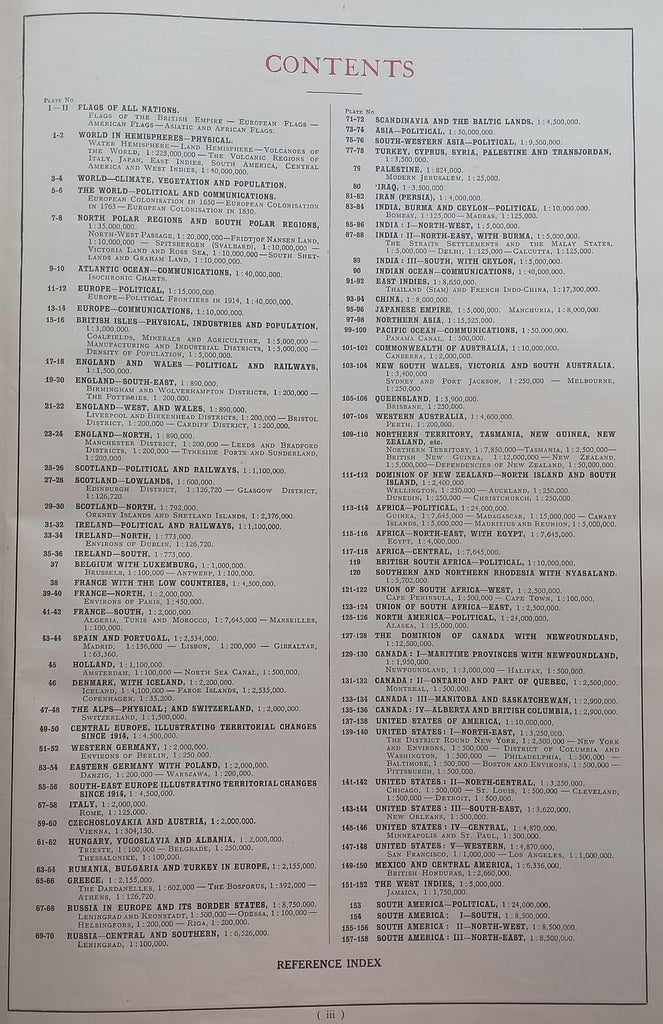 CONTENTS
Plate No.
I—II FLAGS OF ALL NATIONS.
Flags of the British Empire — European Flags —
American Flags—Asiatic and African Flags.
1-2 WORLD IN HEMISPHERES—PHYSICAL.
Water Hemisphere—Land Hemisphere—Volcanoes of
the World, 1:225,000,000—The Volcanic Regions of
Italy, Japan, East Indies, South America, Central
America and West Indies, 1:40,000,000.
3-4 WORLD—CLIMATE, VEGETATION AND POPULATION.
5-6 THE WORLD—POLITICAL AND COMMUNICATIONS.
European Colonisation in 1650—European Colonisation
in 1763—European Colonisation in 1830.
7-8 NORTH POLAR REGIONS AND SOUTH POLAR REGIONS,
1:35,000,000.
North-West Passage, 1:20,000,000—Fridtjof Nansen Land,
1:10,000,000 — Spitsbergen (Svalbard), 1:10,000,000 —
Victoria Land and Ross Sea, 1:10,000,000—South Shet-
lands and Graham Land, 1:10,000,000.
9-10 ATLANTIC OCEAN—COMMUNICATIONS, 1:40,000,000.
Isochronic Charts.
11-12 EUROPE—POLITICAL, 1:15,000,000.
Europe—Political Frontiers in 1914, 1:40,000,000.
13-14 EUROPE—COMMUNICATIONS, 1:10,000,000.
15-16 BRITISH ISLES—PHYSICAL, INDUSTRIES AND POPULATION,
1:3,000,000.
Coalfields, Minerals and Agriculture, 1:5,000,000—
Manufacturing and Industrial Districts, 1:5,000,000—
Density of Population, 1:5,000,000.
17-18 ENGLAND AND WALES—POLITICAL AND RAILWAYS,
1:1,500,000.
19-20 ENGLAND—SOUTH-EAST, 1:890,000.
Birmingham and Wolverhampton Districts, 1:200,000—
The Potteries, 1:200,000.
21-22 ENGLAND—WEST, AND WALES, 1:890,000.
Liverpool and Birkenhead Districts, 1:200,000—Bristol
District, 1:200,000—Cardiff District, 1:200,000.
23-24 ENGLAND—NORTH, 1:890,000.
Manchester District, 1:200,000—Leeds and Bradford
Districts, 1:200,000—Tyneside Ports and Sunderland,
1:200,000.
25-26 SCOTLAND—POLITICAL AND RAILWAYS, 1:1,100,000.
27-28 SCOTLAND—LOWLANDS, 1:600,000.
Edinburgh District, 1:126,720—Glasgow District,
1:126,720.
29-30 SCOTLAND—NORTH, 1:792,000.
Orkney Islands and Shetland Islands, 1:2,376,000.
31-32 IRELAND—POLITICAL AND RAILWAYS, 1:1,100,000.
33-34 IRELAND—NORTH, 1:773,000.
Environs of Dublin, 1:126,720.
35-36 IRELAND—SOUTH, 1:773,000.
37 BELGIUM WITH LUXEMBURG, 1:1,000,000.
Brussels, 1:100,000—Antwerp, 1:100,000.
38 FRANCE WITH THE LOW COUNTRIES, 1:4,500,000.
39-40 FRANCE—NORTH, 1:2,000,000.
Environs of Paris, 1:450,000.
41-42 FRANCE—SOUTH, 1:2,000,000.
Algeria, Tunis and Morocco, 1:7,645,000—Marseilles,
1:100,000.
43-44 SPAIN AND PORTUGAL, 1:2,534,000.
Madrid, 1:136,000 — Lisbon, 1:200,000 — Gibraltar,
1:63,360.
45 HOLLAND, 1:1,100,000.
Amsterdam, 1:100,000—North Sea Canal, 1:500,000.
46 DENMARK, WITH ICELAND, 1:2,200,000.
Iceland, 1:4,100,000—Faroe Islands, 1:2,535,000.
Copenhagen, 1:35,200.
47-48 THE ALPS—PHYSICAL; AND SWITZERLAND, 1:2,000,000.
Switzerland, 1:1,500,000.
49-50 CENTRAL EUROPE, ILLUSTRATING TERRITORIAL CHANGES
SINCE 1914, 1:4,500,000.
51-52 WESTERN GERMANY, 1:2,000,000.
Environs of Berlin, 1:250,000.
53-54 EASTERN GERMANY WITH POLAND, 1:2,000,000.
Danzig, 1:200,000—Warszawa, 1:200,000.
55-56 SOUTH-EAST EUROPE ILLUSTRATING TERRITORIAL CHANGES
SINCE 1914, 1:4,500,000.
57-58 ITALY, 1:2,000,000.
Rome, 1:125,000.
59-60 CZECHOSLOVAKIA AND AUSTRIA, 1:2,000,000.
Vienna, 1:304,130.
61-62 HUNGARY, YUGOSLAVIA AND ALBANIA, 1:2,000,000.
Trieste, 1:100,000—Belgrade, 1:250,000.
Thessalonike, 1:100,000.
63-64 RUMANIA, BULGARIA AND TURKEY IN EUROPE, 1:2,155,000.
65-66 GREECE, 1:2,155,000.
The Dardanelles, 1:602,000—The Bosporus, 1:392,000—
Athens, 1:126,720.
67-68 RUSSIA IN EUROPE AND ITS BORDER STATES, 1:8,750,000.
Leningrad and Kronstadt, 1:500,000—Odessa, 1:100,000—
Helsingfors, 1:200,000—Riga, 1:200,000.
69-70 RUSSIA—CENTRAL AND SOUTHERN, 1:6,526,000.
Leningrad, 1:100,000.
Plate No
71-72 SCANDINAVIA AND THE BALTIC LANDS, 1:4,500,000.
73-74 ASIA—POLITICAL, 1:30,000,000.
75-76 SOUTH-WESTERN ASIA—POLITICAL, 1:9,500,000.
77-78 TURKEY, CYPRUS, SYRIA, PALESTINE AND TRANSJORDAN,
1:3,500,000.
79 PALESTINE, 1:824,000.
Modern Jerusalem, 1:25,000.
80 'IRAQ, 1:3,500,000.
81-82 IRAN (PERSIA), 1:4,000,000.
83-84 INDIA, BURMA AND CEYLON—POLITICAL, 1:10,000,000.
Bombay, 1:125,000—Madras, 1:125,000.
85-86 INDIA: I—NORTH-WEST, 1:5,000,000.
87-88 INDIA: II—NORTH-EAST, WITH BURMA, 1:5,000,000.
The Straits Settlements and the Malay States,
1:5,000,000—Delhi, 1:125,000—Calcutta, 1:125,000.
89 INDIA: III—SOUTH, WITH CEYLON, 1:5,000,000.
90 INDIAN OCEAN—COMMUNICATIONS, 1:40,000,000.
91-92 EAST INDIES, 1:8,650,000.
Thailand (Siam) and French Indo-China, 1:17,300,000.
93-94 CHINA, 1:8,000,000.
95-96 JAPANESE EMPIRE, 1:5,000,000. Manchuria, 1:8,000,000.
97-98 NORTHERN ASIA, 1:15,525,000.
99-100 PACIFIC OCEAN—COMMUNICATIONS, 1:50,000,000.
Panama Canal, 1:500,000.
101-102 COMMONWEALTH OF AUSTRALIA, 1:10,000,000.
Canberra, 1:2,000,000.
103-104 NEW SOUTH WALES, VICTORIA AND SOUTH AUSTRALIA,
1:3,400,000
Sydney and Port Jackson, 1:250,000 — Melbourne,
1:250,000.
105-106 QUEENSLAND, 1:3,900,000.
Brisbane, 1:250,000.
107-108 WESTERN AUSTRALIA, 1:4,600,000.
Perth, 1:200,000.
109-110 NORTHERN TERRITORY, TASMANIA, NEW GUINEA, NEW
ZEALAND, etc.
Northern Territory, 1:7,850,000—Tasmania, 1:2,500,000—
British New Guinea, 1:12,000,000—New Zealand,
1:5,000,000—Dependencies of New Zealand, 1:50,000,000.
111-112 DOMINION OF NEW ZEALAND—NORTH ISLAND AND SOUTH
ISLAND, 1:2,400,000.
Wellington, 1:250,000—Auckland, 1:250,000.
Dunedin, 1:250,000—Christchurch, 1:250,000.
113-114 AFRICA—POLITICAL, 1:24,000,000.
Guinea, 1:7,645,000—Madagascar, 1:15,000,000—Canary
Islands, 1:5,000,000—Mauritius and Reunion, 1:5,000,000.
115-116 AFRICA—NORTH-EAST, WITH EGYPT, 1:7,645,000.
Egypt, 1:4,000,000.
117-118 AFRICA—CENTRAL, 1:7,645,000.
119 BRITISH SOUTH AFRICA—POLITICAL, 1:10,000,000.
120 SOUTHERN AND NORTHERN RHODESIA WITH NYASALAND,
1:5,702,000.
121-122 UNION OF SOUTH AFRICA—WEST, 1:2,500,000.
Cape Peninsula, 1:500,000—Cape Town, 1:100,000.
123-124 UNION OF SOUTH AFRICA—EAST, 1:2,500,000.
125-126 NORTH AMERICA—POLITICAL, 1:24,000,000.
Alaska, 1:15,000,000.
127-128 THE DOMINION OF CANADA WITH NEWFOUNDLAND,
1:12,500,000.
129-130 CANADA: I—MARITIME PROVINCES WITH NEWFOUNDLAND,
1:1,950,000.
Newfoundland, 1:3,000,000—Halifax, 1:500,000.
131-132 CANADA: II—ONTARIO AND PART OF QUEBEC, 1:2,500,000.
Montreal, 1:500,000.
133-134 CANADA: III—MANITOBA AND SASKATCHEWAN, 1:2,900,000.
135-136 CANADA: IV—ALBERTA AND BRITISH COLUMBIA, 1:2,900,000.
137-138 UNITED STATES OF AMERICA, 1:10,000,000.
139-140 UNITED STATES: I—NORTH-EAST, 1:3,250,000.
The District Round New York, 1:2,500,000—New York
and Environs, 1:500,000—District of Columbia and
Washington, 1:500,000—Philadelphia, 1:500,000—
Baltimore, 1:500,000—Boston and Environs, 1:500,000—
Pittsburgh, 1:500,000.
141-142 UNITED STATES: II—NORTH-CENTRAL, 1:3,250,000.
Chicago, 1:500,000—St. Louis, 1:500,000—Cleveland,
1:500,000—Detroit, 1:500,000.
143-144 UNITED STATES: III—SOUTH-EAST, 1:3,620,000.
New Orleans, 1:500,000.
145-146 UNITED STATES: IV—CENTRAL, 1:4,870,000.
Minneapolis and St. Paul, 1:500,000.
147-148 UNITED STATES: V—WESTERN, 1:4,870,000.
San Francisco, 1:1,000,000—Los Angeles, 1:1,000,000.
149-150 MEXICO AND CENTRAL AMERICA, 1:6,336,000.
British Honduras, 1:2,660,000.
151-152 THE WEST INDIES, 1:5,000,000.
Jamaica, 1:1,750,000.
153 SOUTH AMERICA—POLITICAL, 1:24,000,000.
154 SOUTH AMERICA: I—SOUTH, 1:8,500,000.
155-156 SOUTH AMERICA: II—NORTH-WEST, 1:8,500,000.
157-158 SOUTH AMERICA: III—NORTH-EAST, 1:8,500,000.
REFERENCE INDEX
( iii )